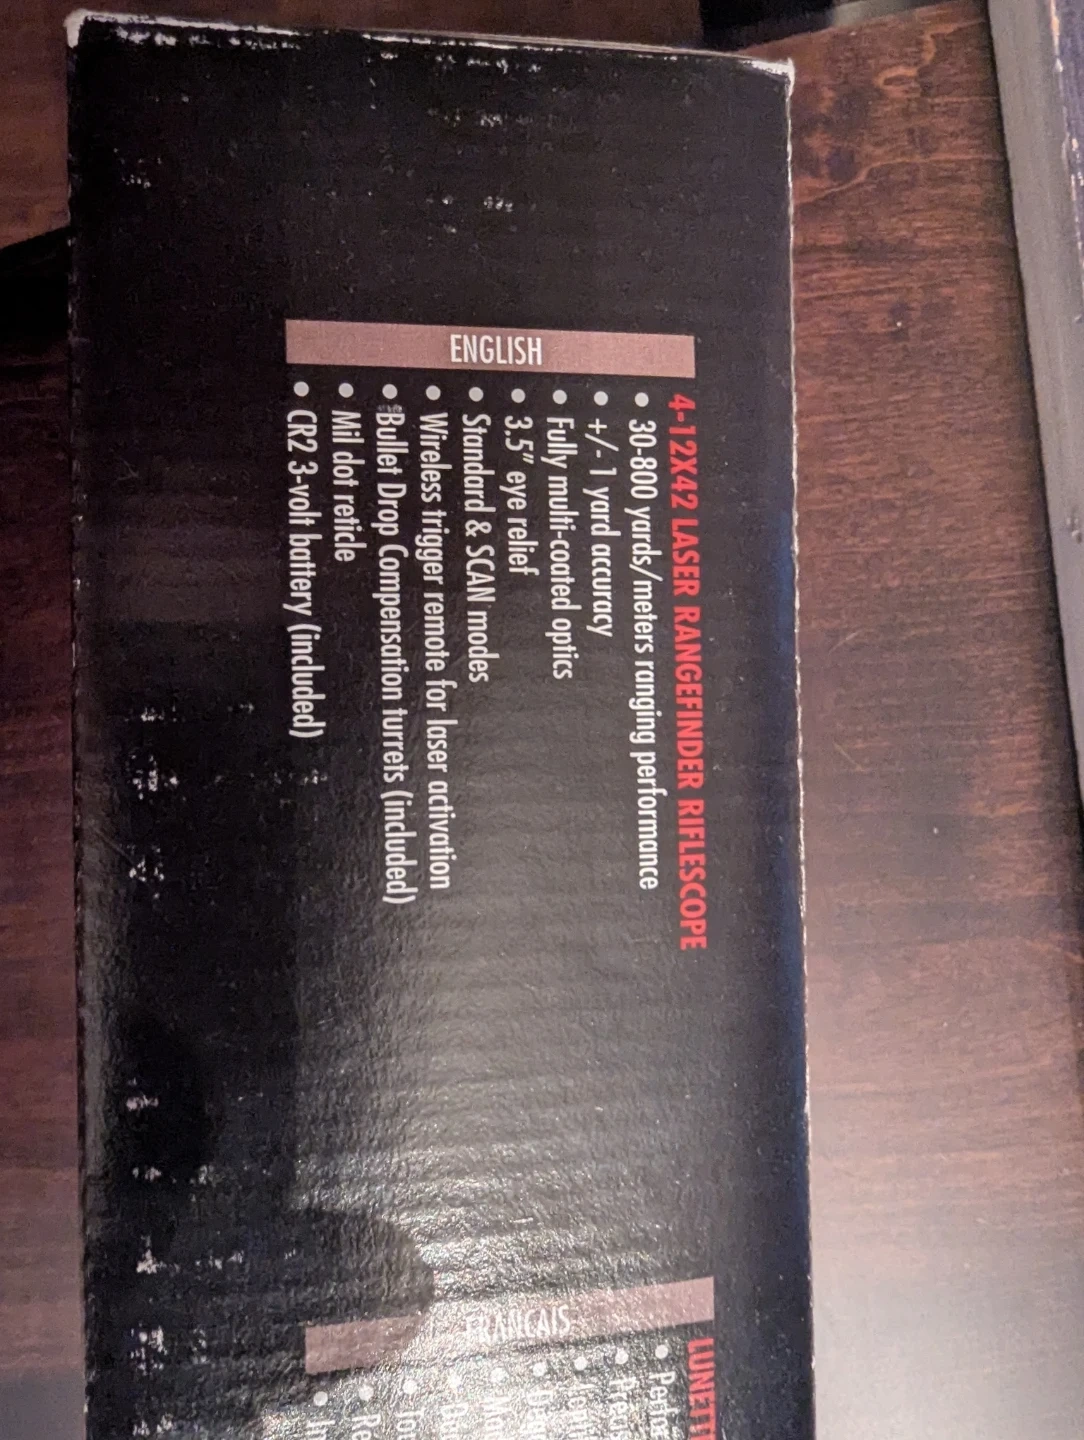 ENGLISH
4-12X42 LASER RANGEFINDER RIFLESCOPE
• 30-800 yards/meters ranging performance
• +/-1 yard accuracy
• Fully multi-coated optics
• 3.5" eye relief
• Standard & SCAN modes
• Wireless trigger remote for laser activation
• Bullet Drop Compensation turrets (included)
• Mil dot reticle
• CR2 3-volt battery (included)
FRANCAIS